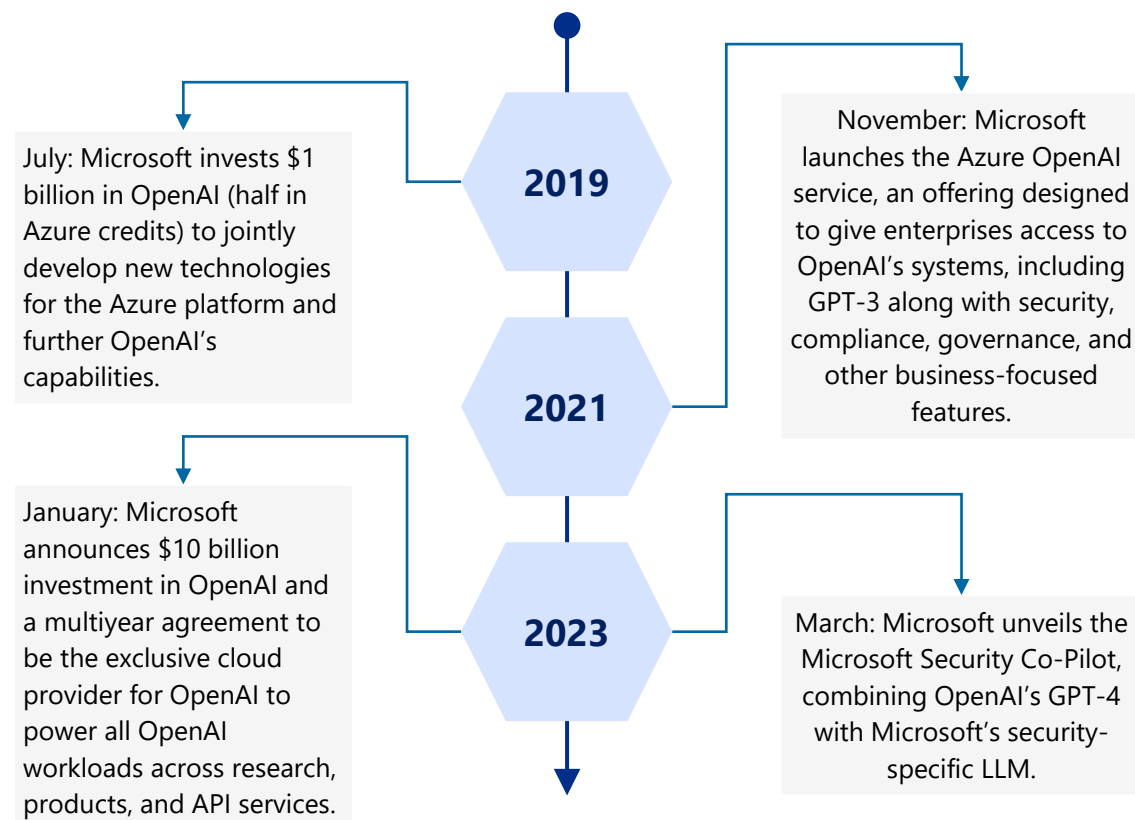 2019
July: Microsoft invests $1
billion in OpenAI (half in
Azure credits) to jointly
develop new technologies
for the Azure platform and
further OpenAI's
capabilities.
2021
November: Microsoft
launches the Azure OpenAI
service, an offering designed
to give enterprises access to
OpenAI's systems, including
GPT-3 along with security,
compliance, governance, and
other business-focused
features.
2023
January: Microsoft
announces $10 billion
investment in OpenAI and
a multiyear agreement to
be the exclusive cloud
provider for OpenAI to
power all OpenAI
workloads across research,
products, and API services.
March: Microsoft unveils the
Microsoft Security Co-Pilot,
combining OpenAI's GPT-4
with Microsoft's security-
specific LLM.